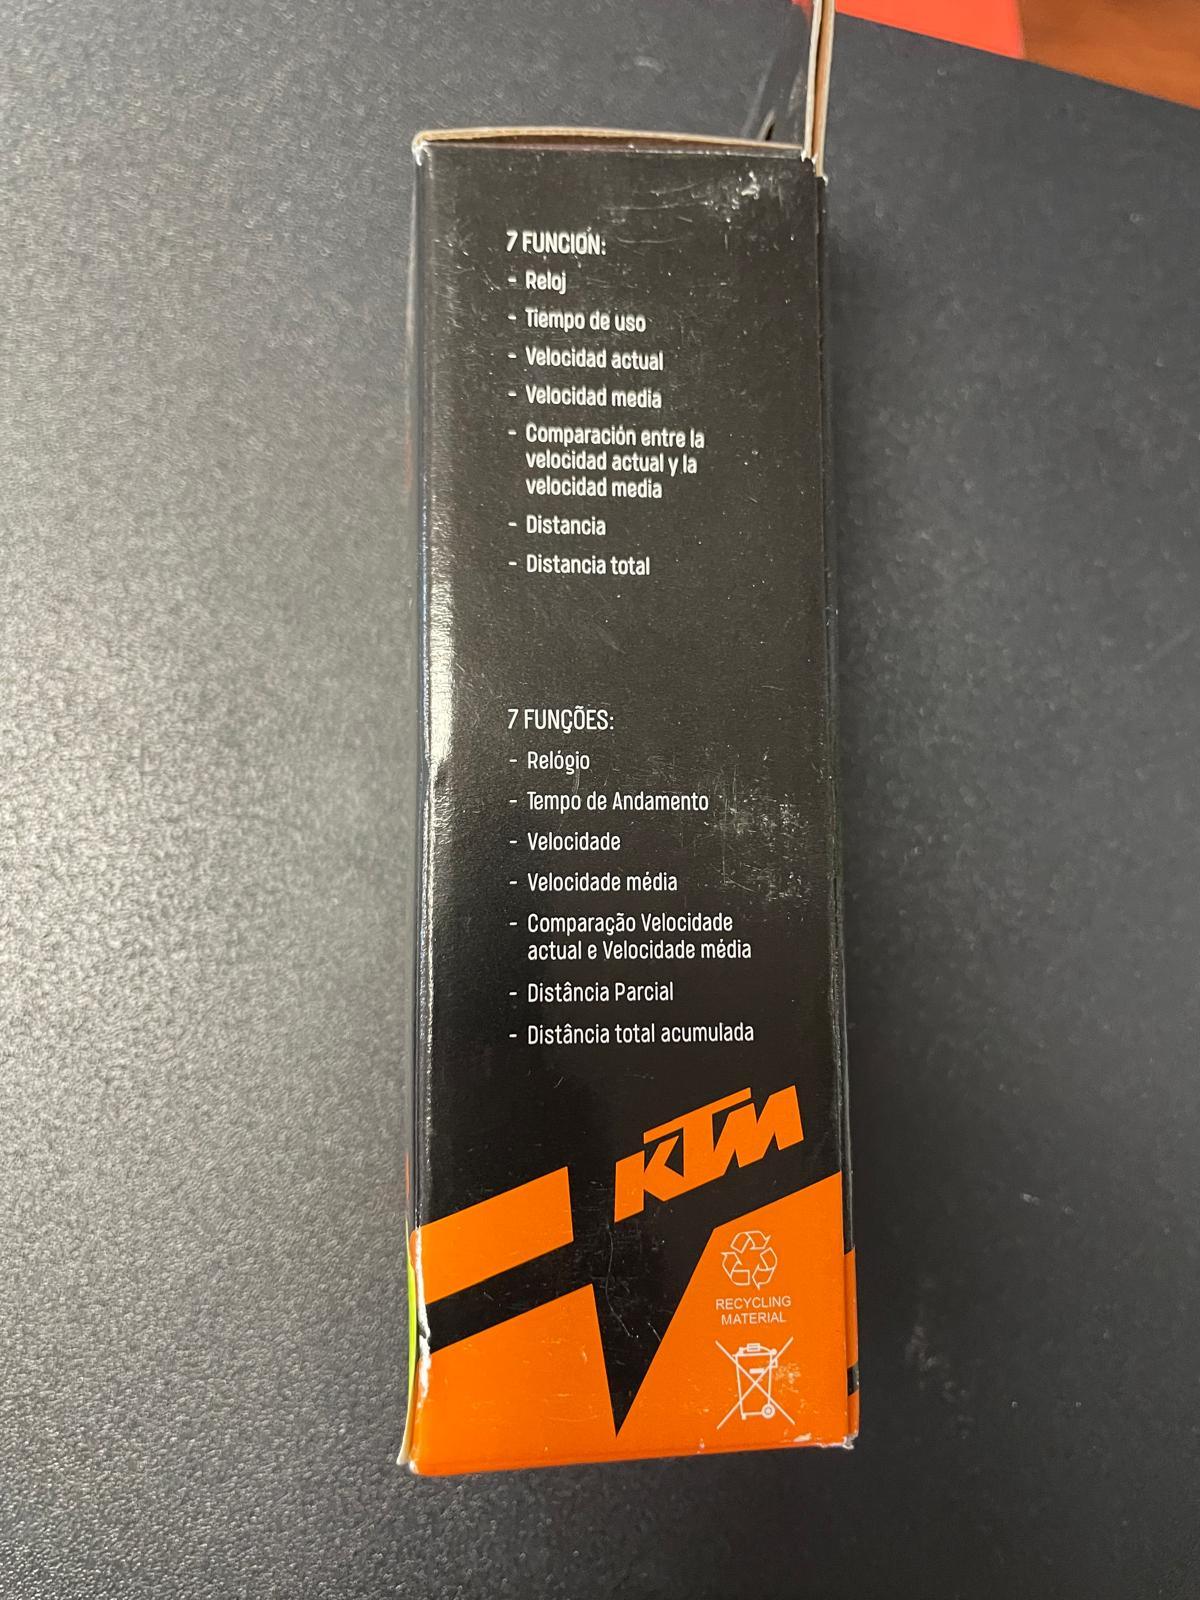 7 FUNCION:
- Reloj
- Tiempo de uso
- Velocidad actual
- Velocidad media
- Comparación entre la
velocidad actual y la
velocidad media
- Distancia
- Distancia total
7 FUNÇÕES:
- Relógio
- Tempo de Andamento
- Velocidade
- Velocidade média
- Comparação Velocidade
actual e Velocidade média
- Distância Parcial
- Distância total acumulada
KTM
RECYCLING
MATERIAL